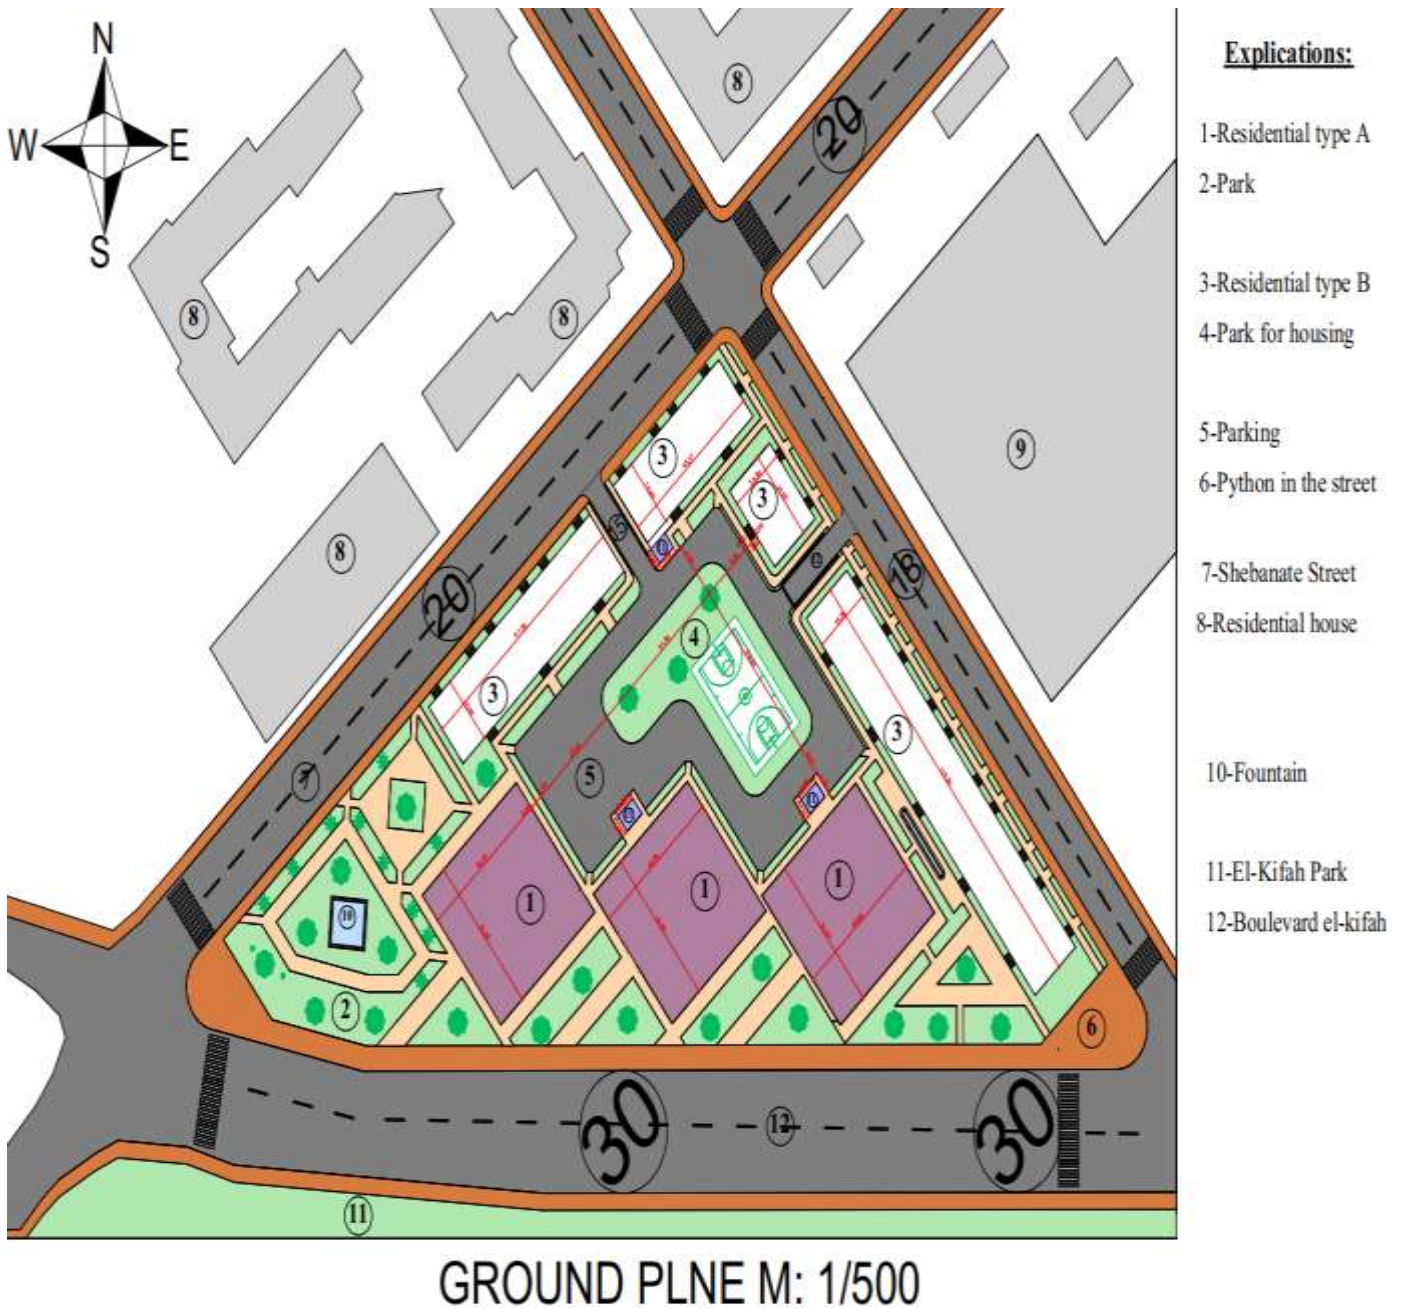 N
W E
S
Explications:
1-Residential type A
2-Park
3-Residential type B
4-Park for housing
5-Parking
6-Python in the street
7-Shebanate Street
8-Residential house
10-Fountain
11-El-Kifah Park
12-Boulevard el-kifah
8
20
8
8
3
9
3
8
15
18
20
4
3
3
5
7
1
1
1
10
2
6
30
30
12
11
GROUND PLNE M: 1/500